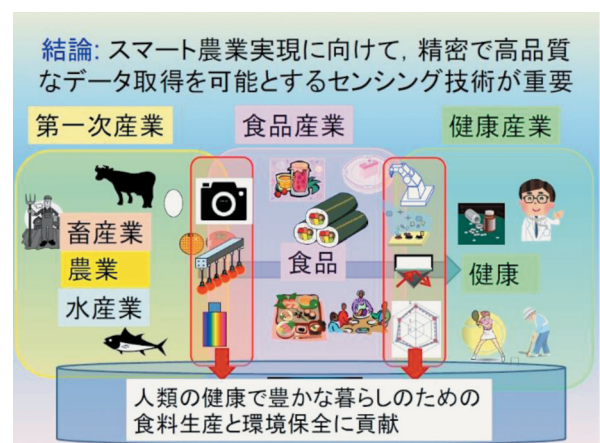 結論: スマート農業実現に向けて，精密で高品質
なデータ取得を可能とするセンシング技術が重要
第一次産業
食品産業
健康産業
畜産業
農業
水産業
食品
健康
人類の健康で豊かな暮らしのための
食料生産と環境保全に貢献